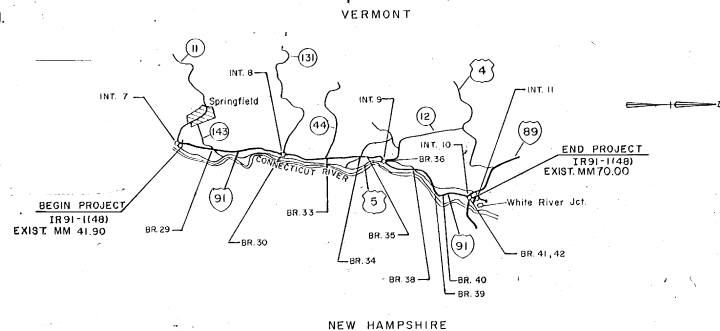 VERMONT
11
131
INT. 8
4
INT. 7
Springfield
INT. 9
12
INT. 11
44
89
143
INT. 10
END PROJECT
IR91-1(48)
EXIST. MM 70.00
BR. 36
CONNECTICUT RIVER
91
5
White River Jct.
BEGIN PROJECT
IR91-1(48)
EXIST. MM 41.90
BR. 29
BR. 30
BR. 33
BR. 34
BR. 35
91
BR. 38
BR. 40
BR. 39
BR. 41, 42
NEW HAMPSHIRE